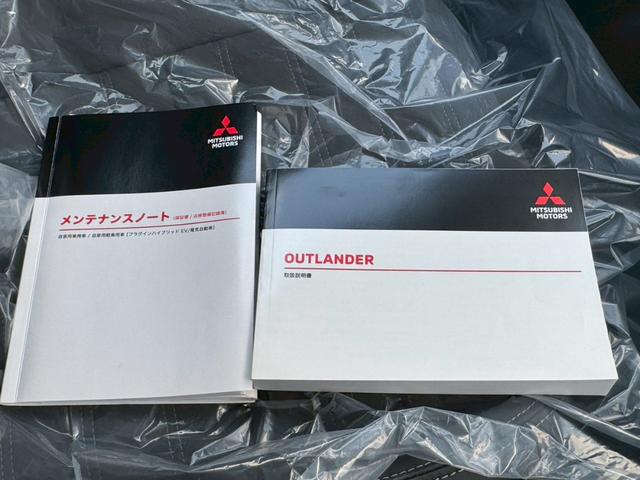 MITSUBISHI
MOTORS
メンテナンスノート（保証書 / 点検整備記録簿）
自家用乗用車 / 自家用軽乗用車［プラグインハイブリッドEV/電気自動車］
MITSUBISHI
MOTORS
OUTLANDER
取扱説明書